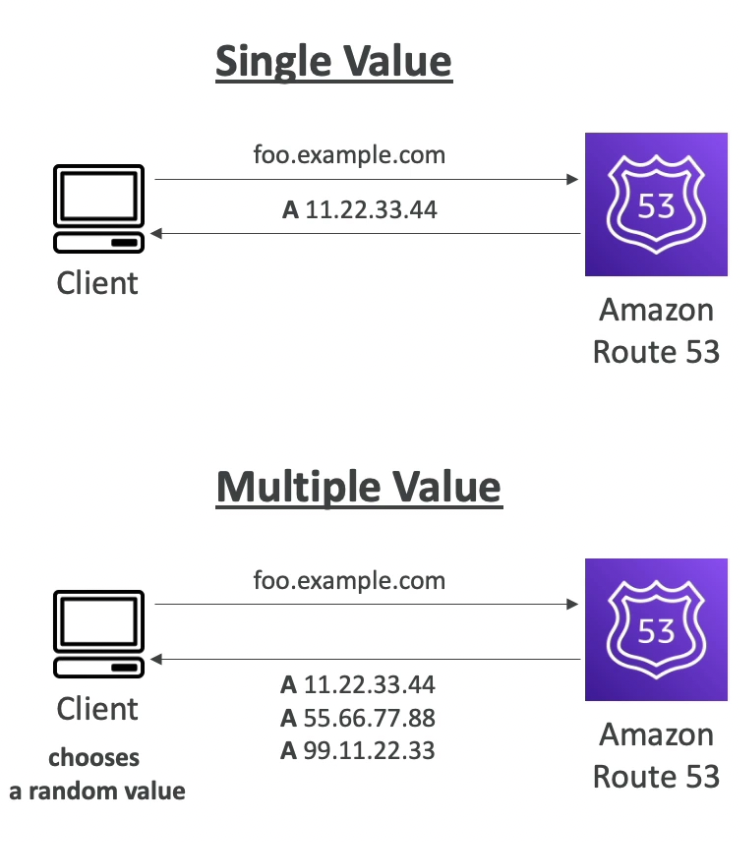 Single Value
foo.example.com
A 11.22.33.44
53
Client
Amazon
Route 53
Multiple Value
foo.example.com
53
A 11.22.33.44
A 55.66.77.88
A 99.11.22.33
Client
chooses
a random value
Amazon
Route 53